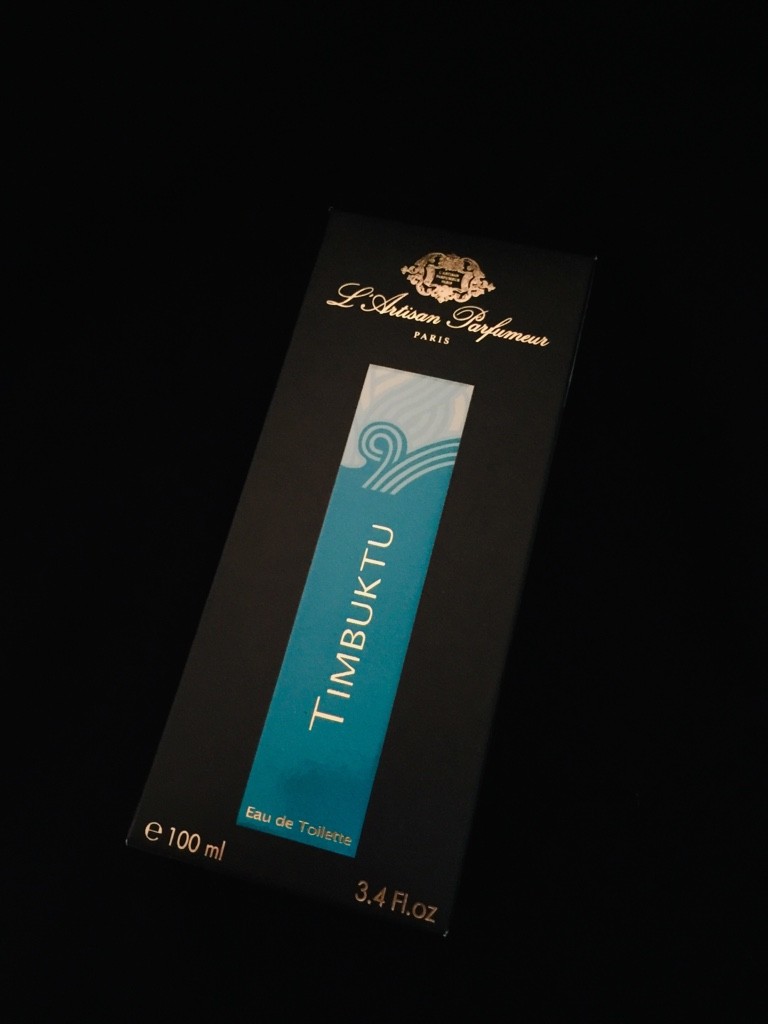 L'Artisan Parfumeur
PARIS
TIMBUKTU
Eau de Toilette
℮ 100 ml
3.4 Fl.oz